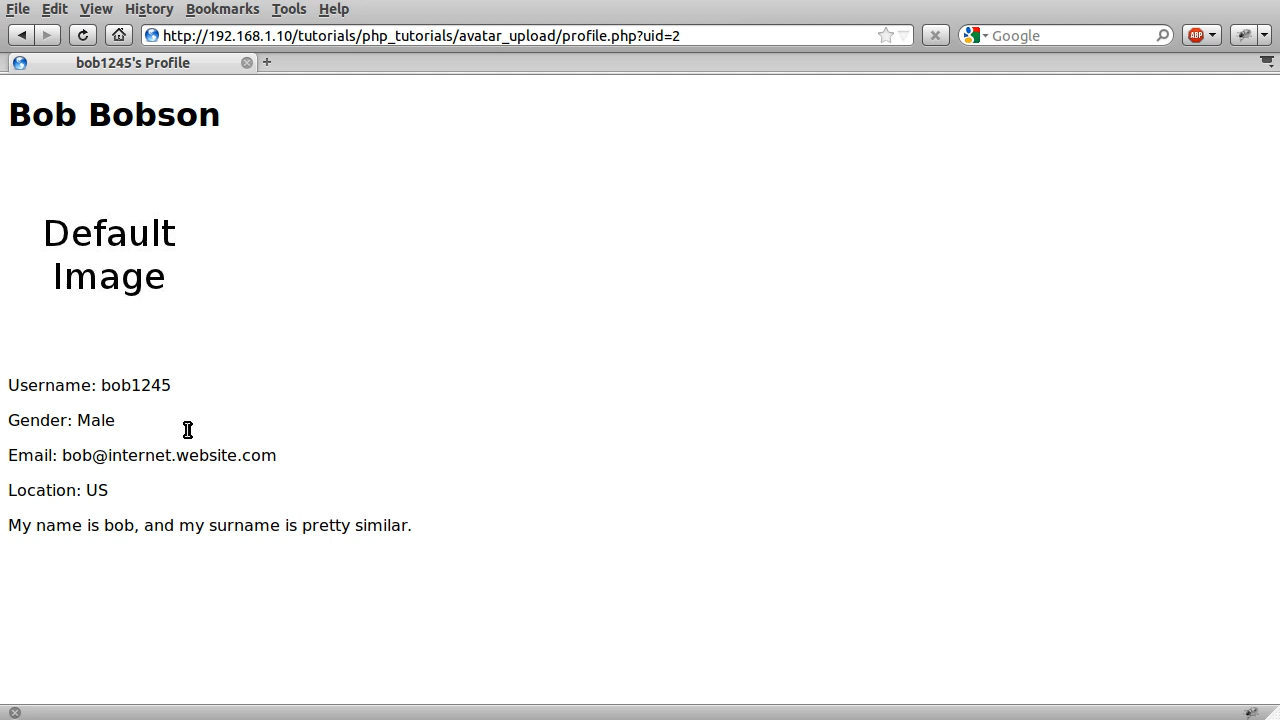 File Edit View History Bookmarks Tools Help
http://192.168.1.10/tutorials/php_tutorials/avatar_upload/profile.php?uid=2
Google
ABP
bob1245's Profile
Bob Bobson
Default
Image
Username: bob1245
Gender: Male
Email: bob@internet.website.com
Location: US
My name is bob, and my surname is pretty similar.